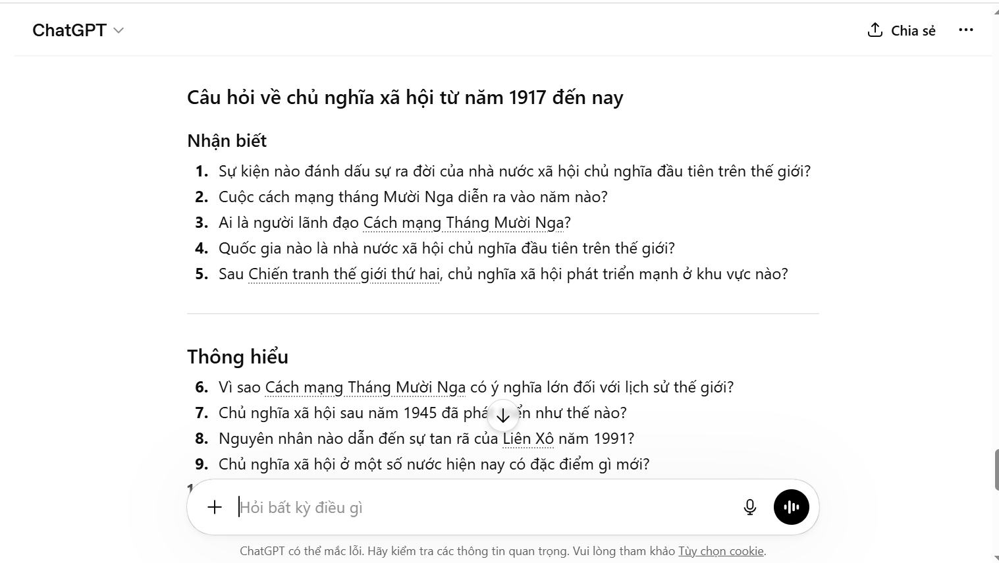 ChatGPT
Chia sẻ
Câu hỏi về chủ nghĩa xã hội từ năm 1917 đến nay
Nhận biết
1. Sự kiện nào đánh dấu sự ra đời của nhà nước xã hội chủ nghĩa đầu tiên trên thế giới?
2. Cuộc cách mạng tháng Mười Nga diễn ra vào năm nào?
3. Ai là người lãnh đạo Cách mạng Tháng Mười Nga?
4. Quốc gia nào là nhà nước xã hội chủ nghĩa đầu tiên trên thế giới?
5. Sau Chiến tranh thế giới thứ hai, chủ nghĩa xã hội phát triển mạnh ở khu vực nào?
Thông hiểu
6. Vì sao Cách mạng Tháng Mười Nga có ý nghĩa lớn đối với lịch sử thế giới?
7. Chủ nghĩa xã hội sau năm 1945 đã như thế nào?
8. Nguyên nhân nào dẫn đến sự tan rã của Liên Xô năm 1991?
9. Chủ nghĩa xã hội ở một số nước hiện nay có đặc điểm gì mới?
Hỏi bất kỳ điều gì
ChatGPT có thể mắc lỗi. Hãy kiểm tra các thông tin quan trọng. Vui lòng tham khảo Tùy chọn cookie.